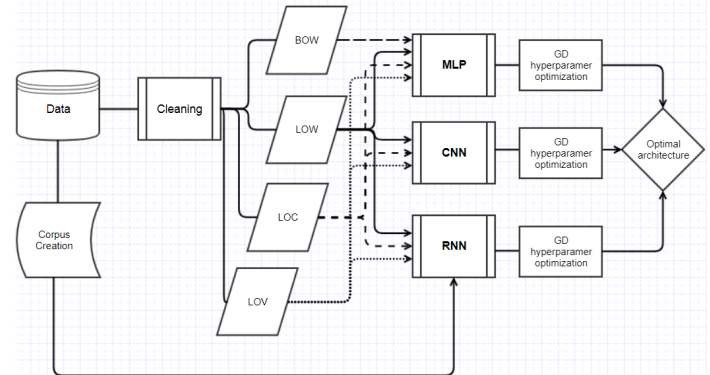 Data
Cleaning
BOW
LOW
LOC
LOV
Corpus
Creation
MLP
CNN
RNN
GD
hyperparamer
optimization
GD
hyperparamer
optimization
GD
hyperparamer
optimization
Optimal
architecture